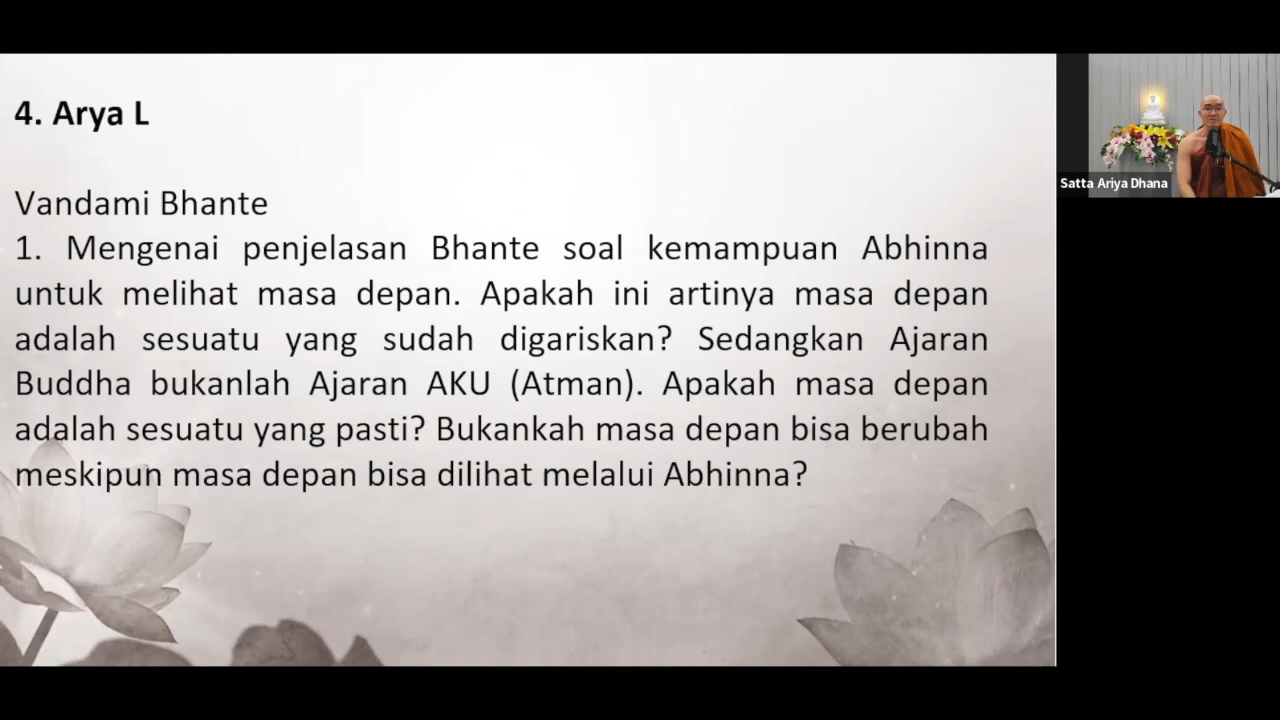 4. Arya L
Vandami Bhante
1. Mengenai penjelasan Bhante soal kemampuan Abhinna
untuk melihat masa depan. Apakah ini artinya masa depan
adalah sesuatu yang sudah digariskan? Sedangkan Ajaran
Buddha bukanlah Ajaran AKU (Atman). Apakah masa depan
adalah sesuatu yang pasti? Bukankah masa depan bisa berubah
meskipun masa depan bisa dilihat melalui Abhinna?
Satta Ariya Dhana